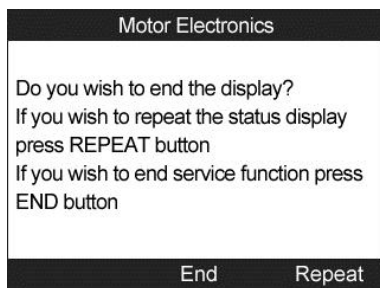 Motor Electronics
Do you wish to end the display?
If you wish to repeat the status display
press REPEAT button
If you wish to end service function press
END button
End Repeat